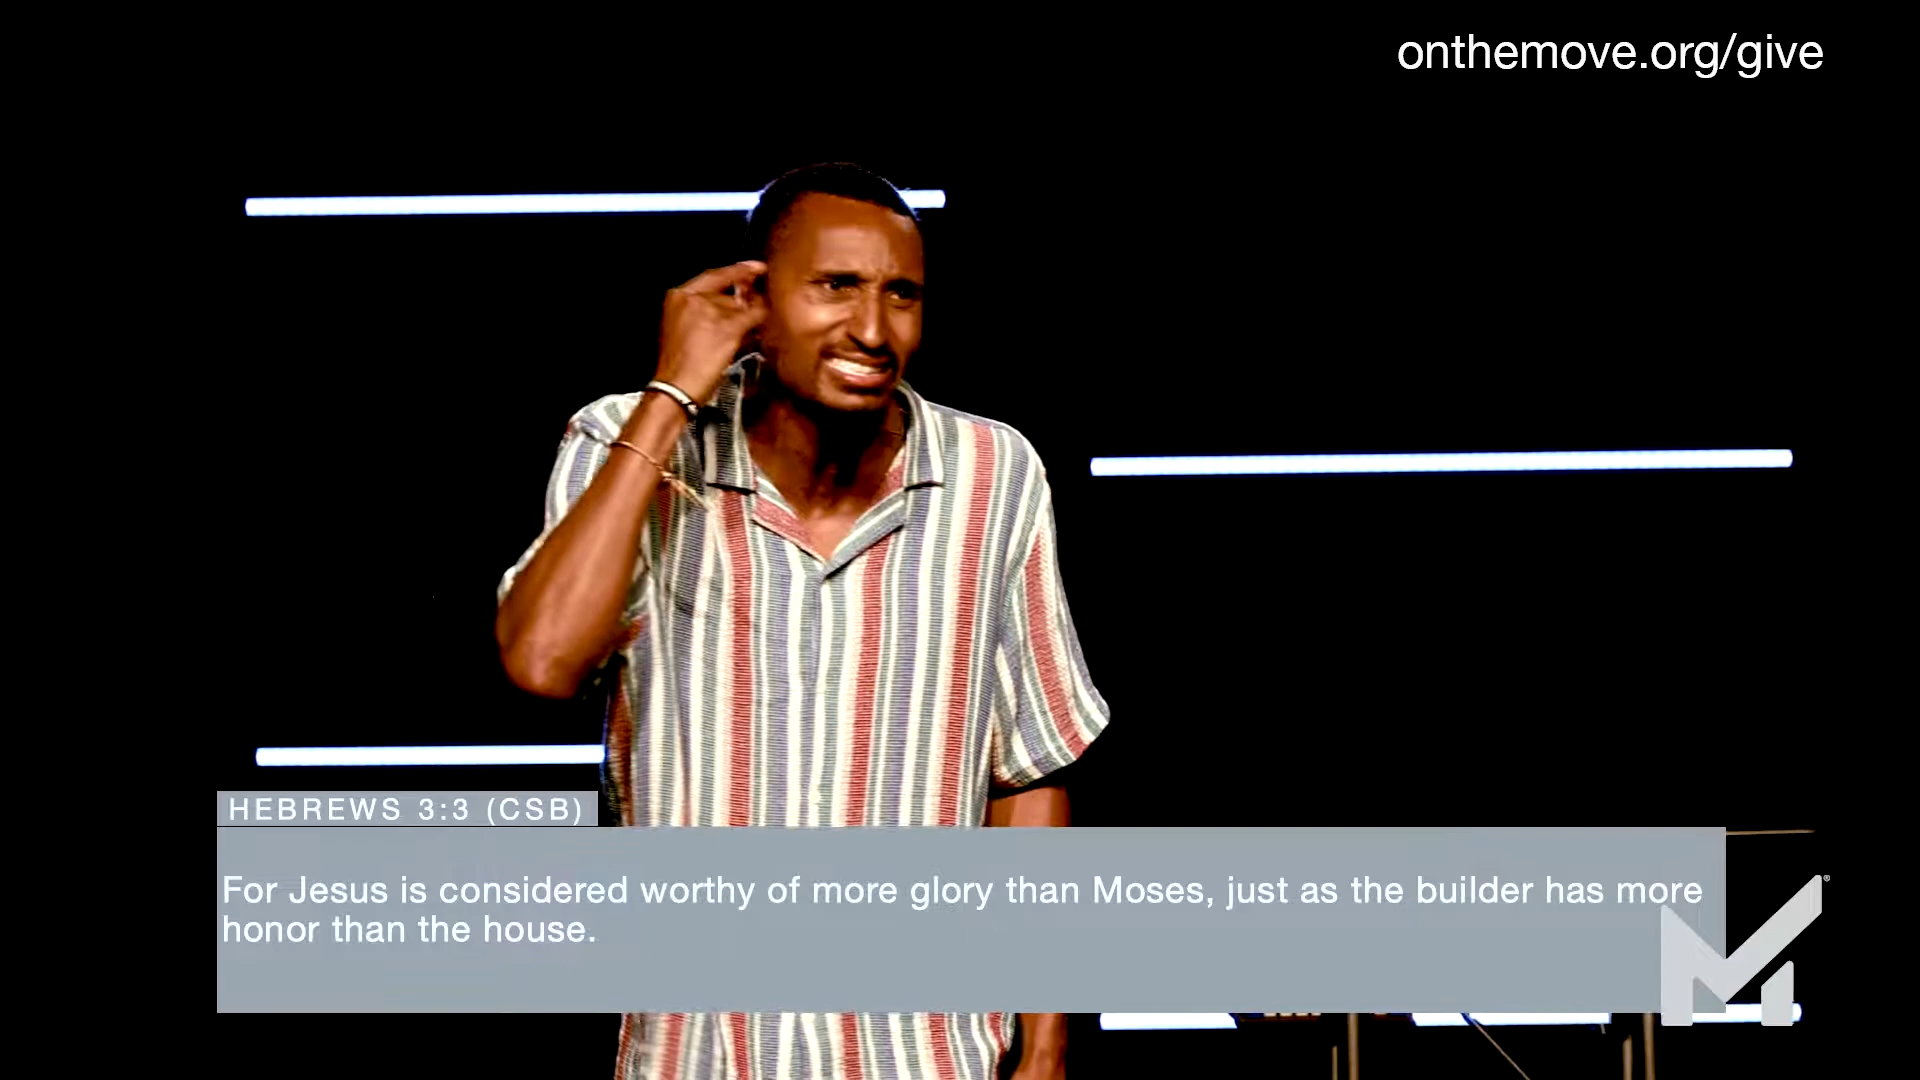 onthemove.org/give
HEBREWS 3:3 (CSB)
For Jesus is considered worthy of more glory than Moses, just as the builder has more
honor than the house.